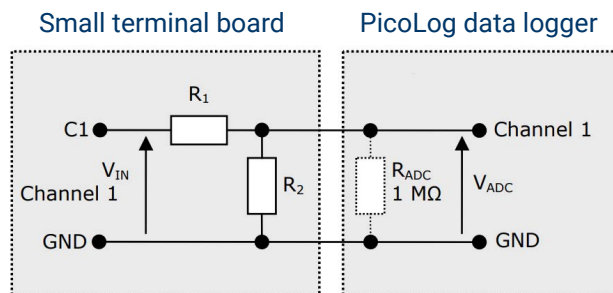 Small terminal board
PicoLog data logger
R1
C1
Channel 1
VIN
Channel 1
R2
RADC
1 MΩ
VADC
GND
GND